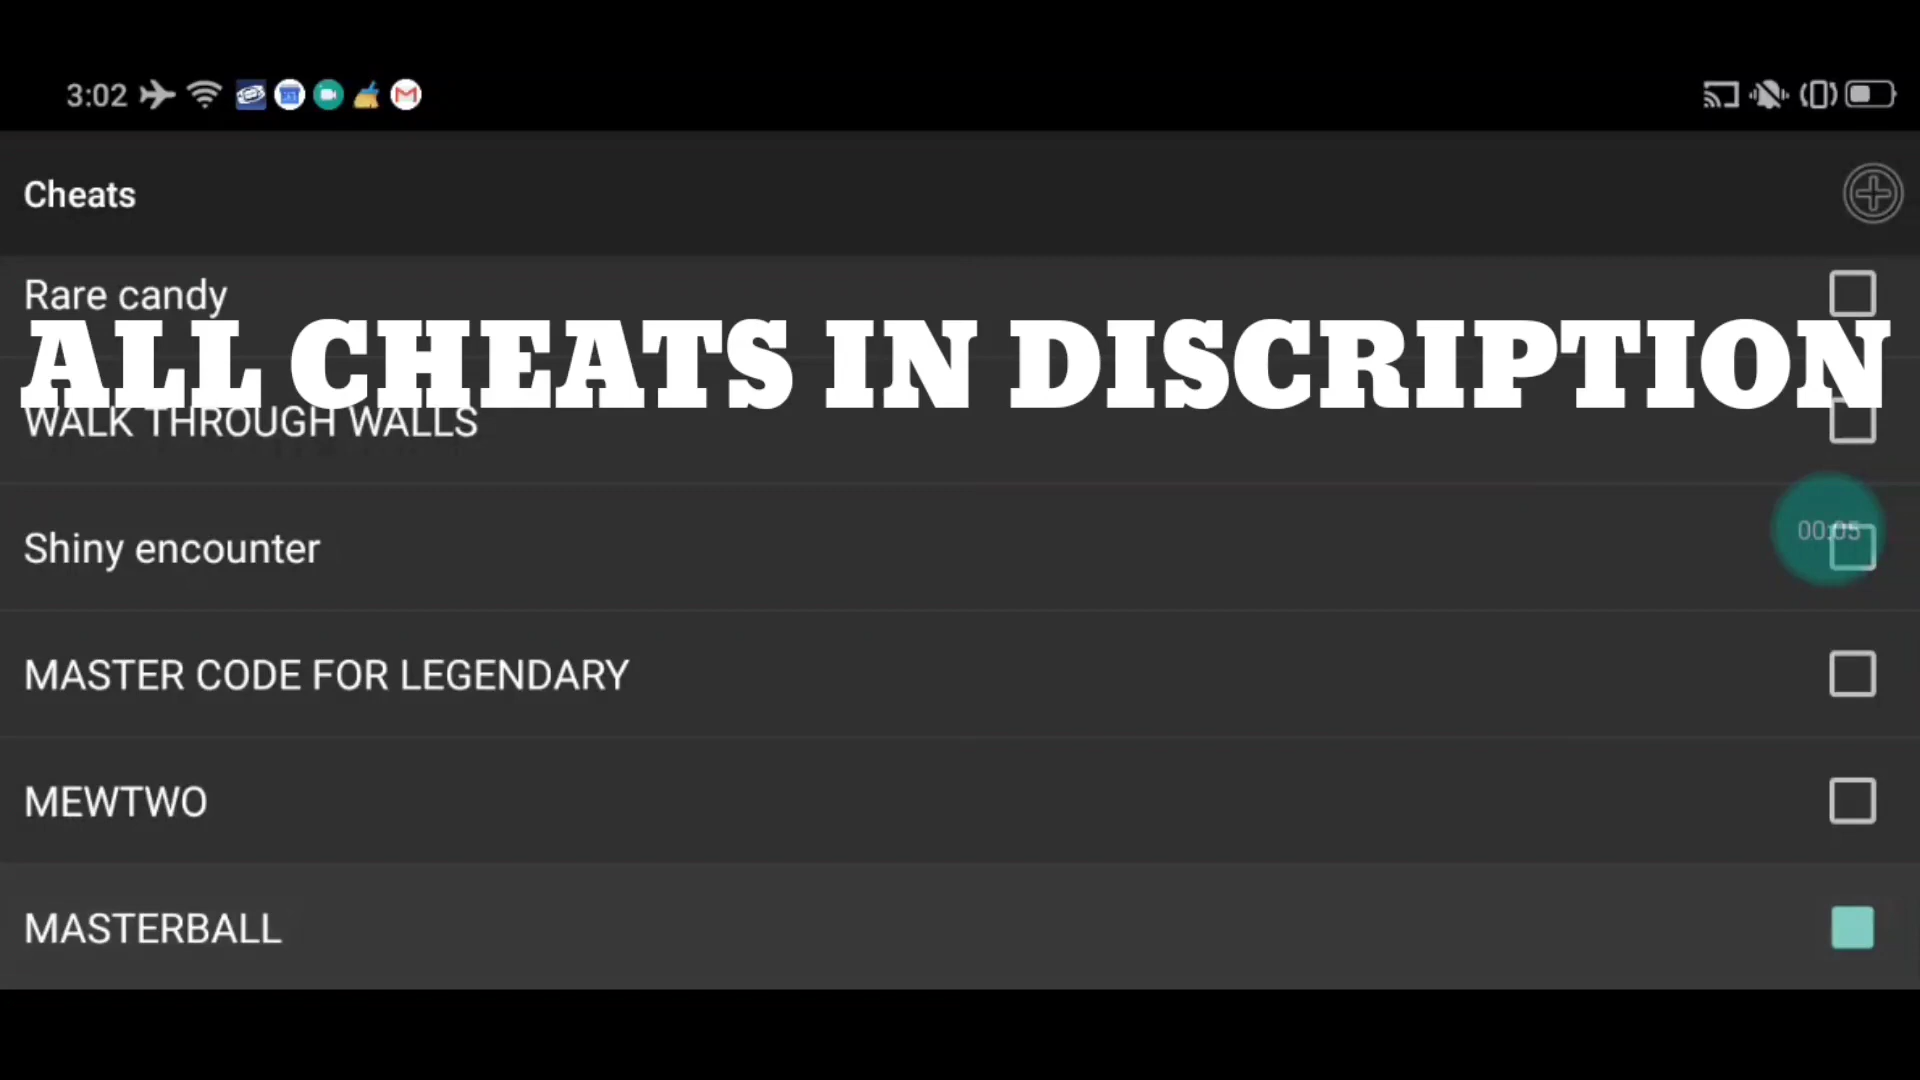 3:02
Cheats
Rare candy
ALL CHEATS IN DISCRIPTION
WALK THROUGH WALLS
Shiny encounter
00:05
MASTER CODE FOR LEGENDARY
MEWTWO
MASTERBALL